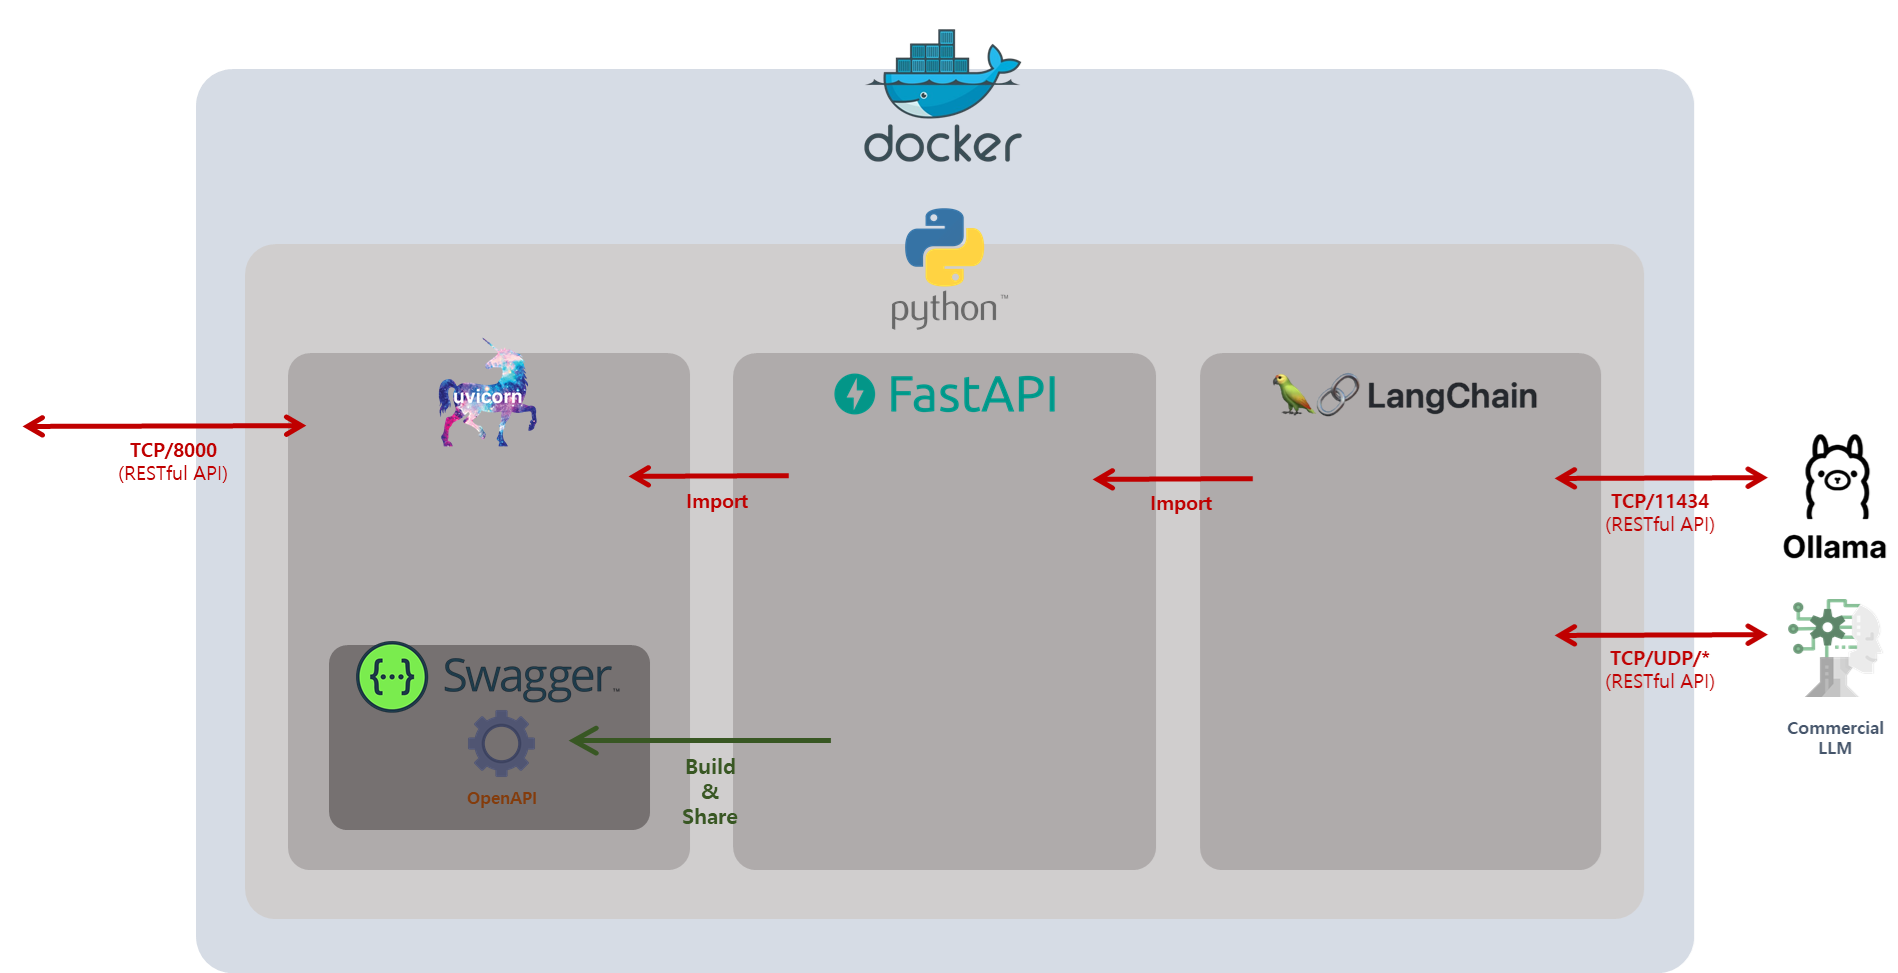 docker
python™
uvicorn
FastAPI
LangChain
TCP/8000
(RESTful API)
Import
Import
TCP/11434
(RESTful API)
Ollama
TCP/UDP/*
(RESTful API)
Commercial
LLM
{···} Swagger™
OpenAPI
Build
&
Share